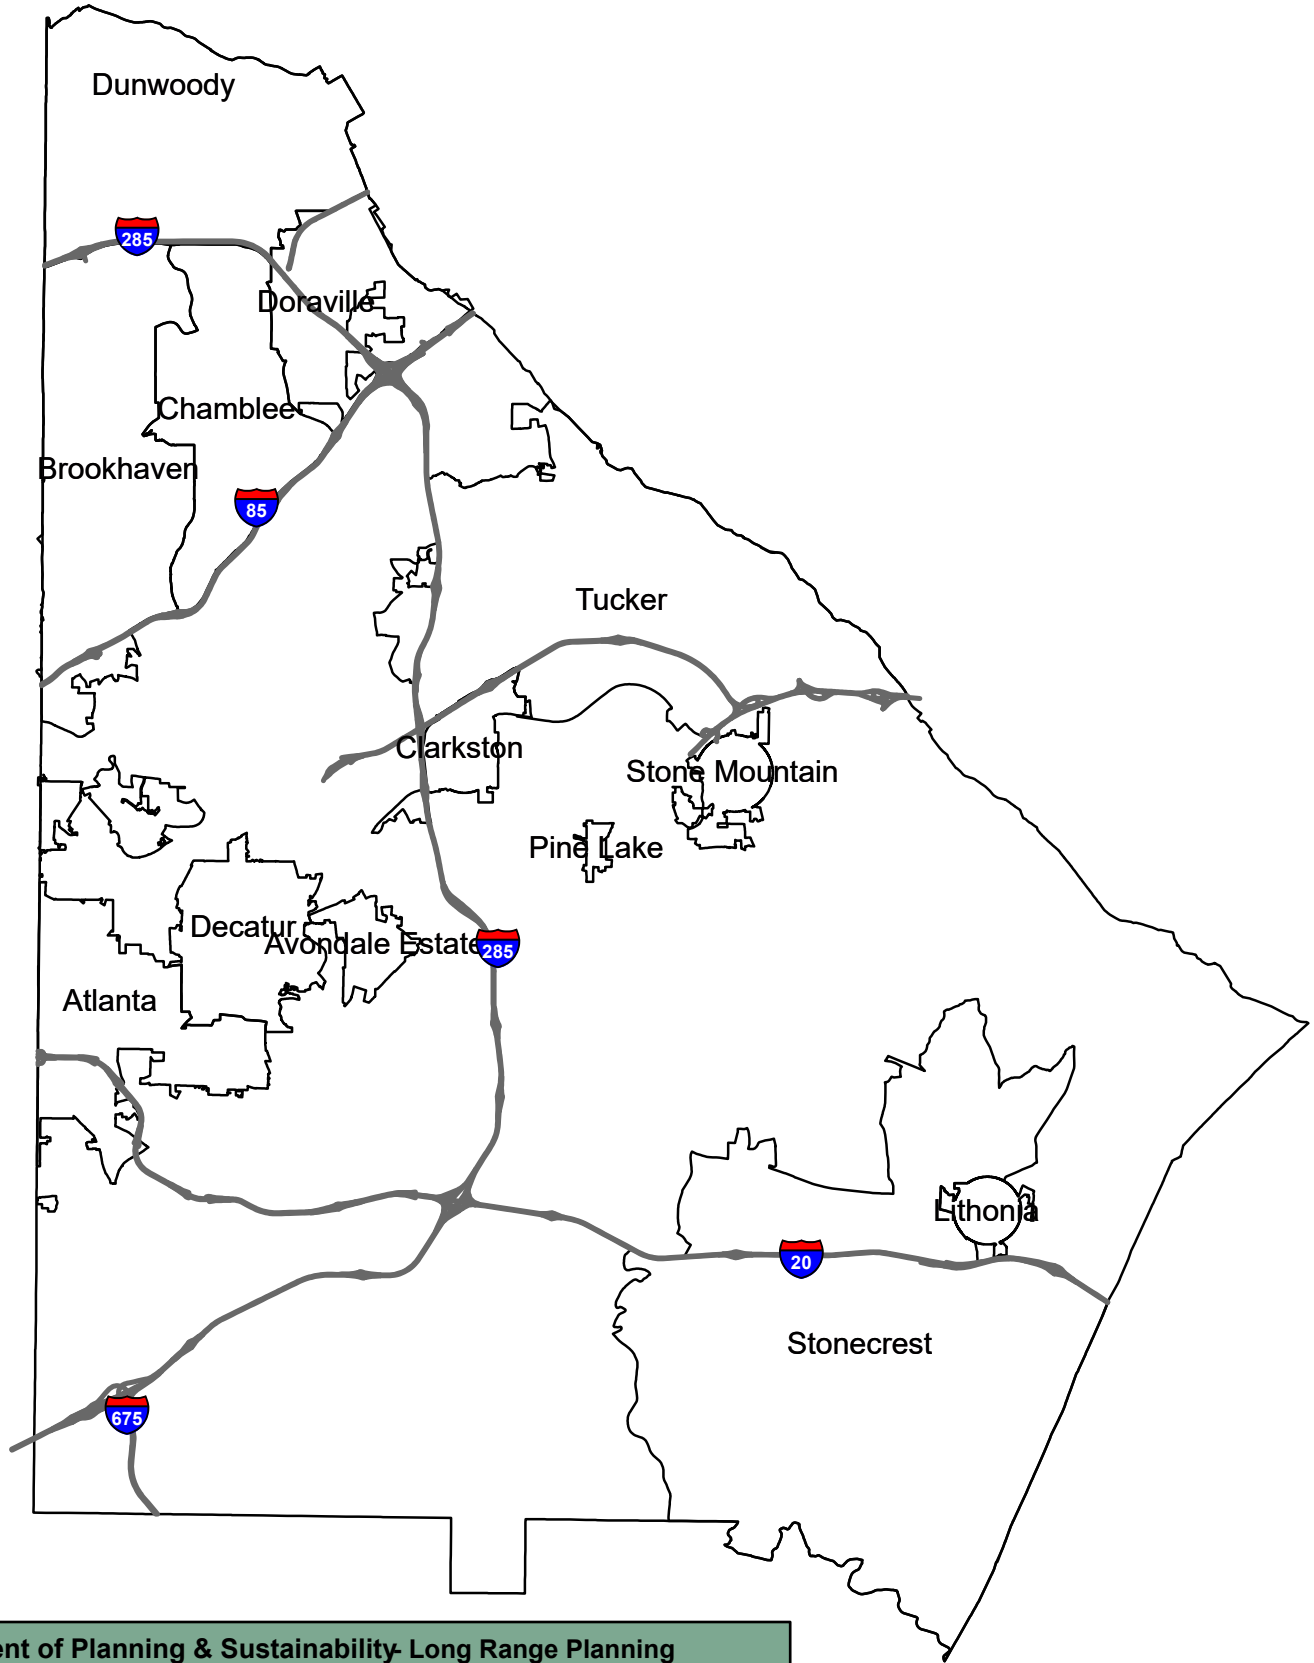 Dunwoody
285
Doraville
Chamblee
Brookhaven
85
Tucker
Clarkston
Stone Mountain
Pine Lake
Decatur
Avondale Estate
285
Atlanta
Lithonia
20
Stonecrest
675
ent of Planning & Sustainability- Long Range Planning